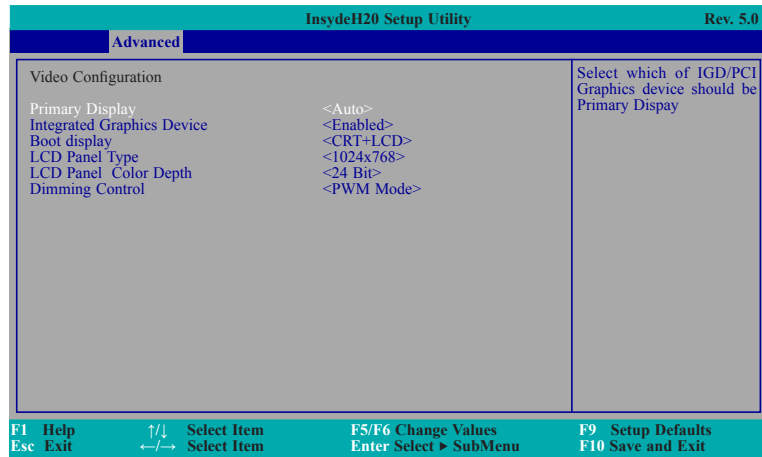 InsydeH20 Setup Utility Rev. 5.0
Advanced
Video Configuration
Primary Display <Auto>
Integrated Graphics Device <Enabled>
Boot display <CRT+LCD>
LCD Panel Type <1024x768>
LCD Panel Color Depth <24 Bit>
Dimming Control <PWM Mode>
Select which of IGD/PCI
Graphics device should be
Primary Dispay
F1 Help ↑/↓ Select Item F5/F6 Change Values F9 Setup Defaults
Esc Exit ←/→ Select Item Enter Select ► SubMenu F10 Save and Exit